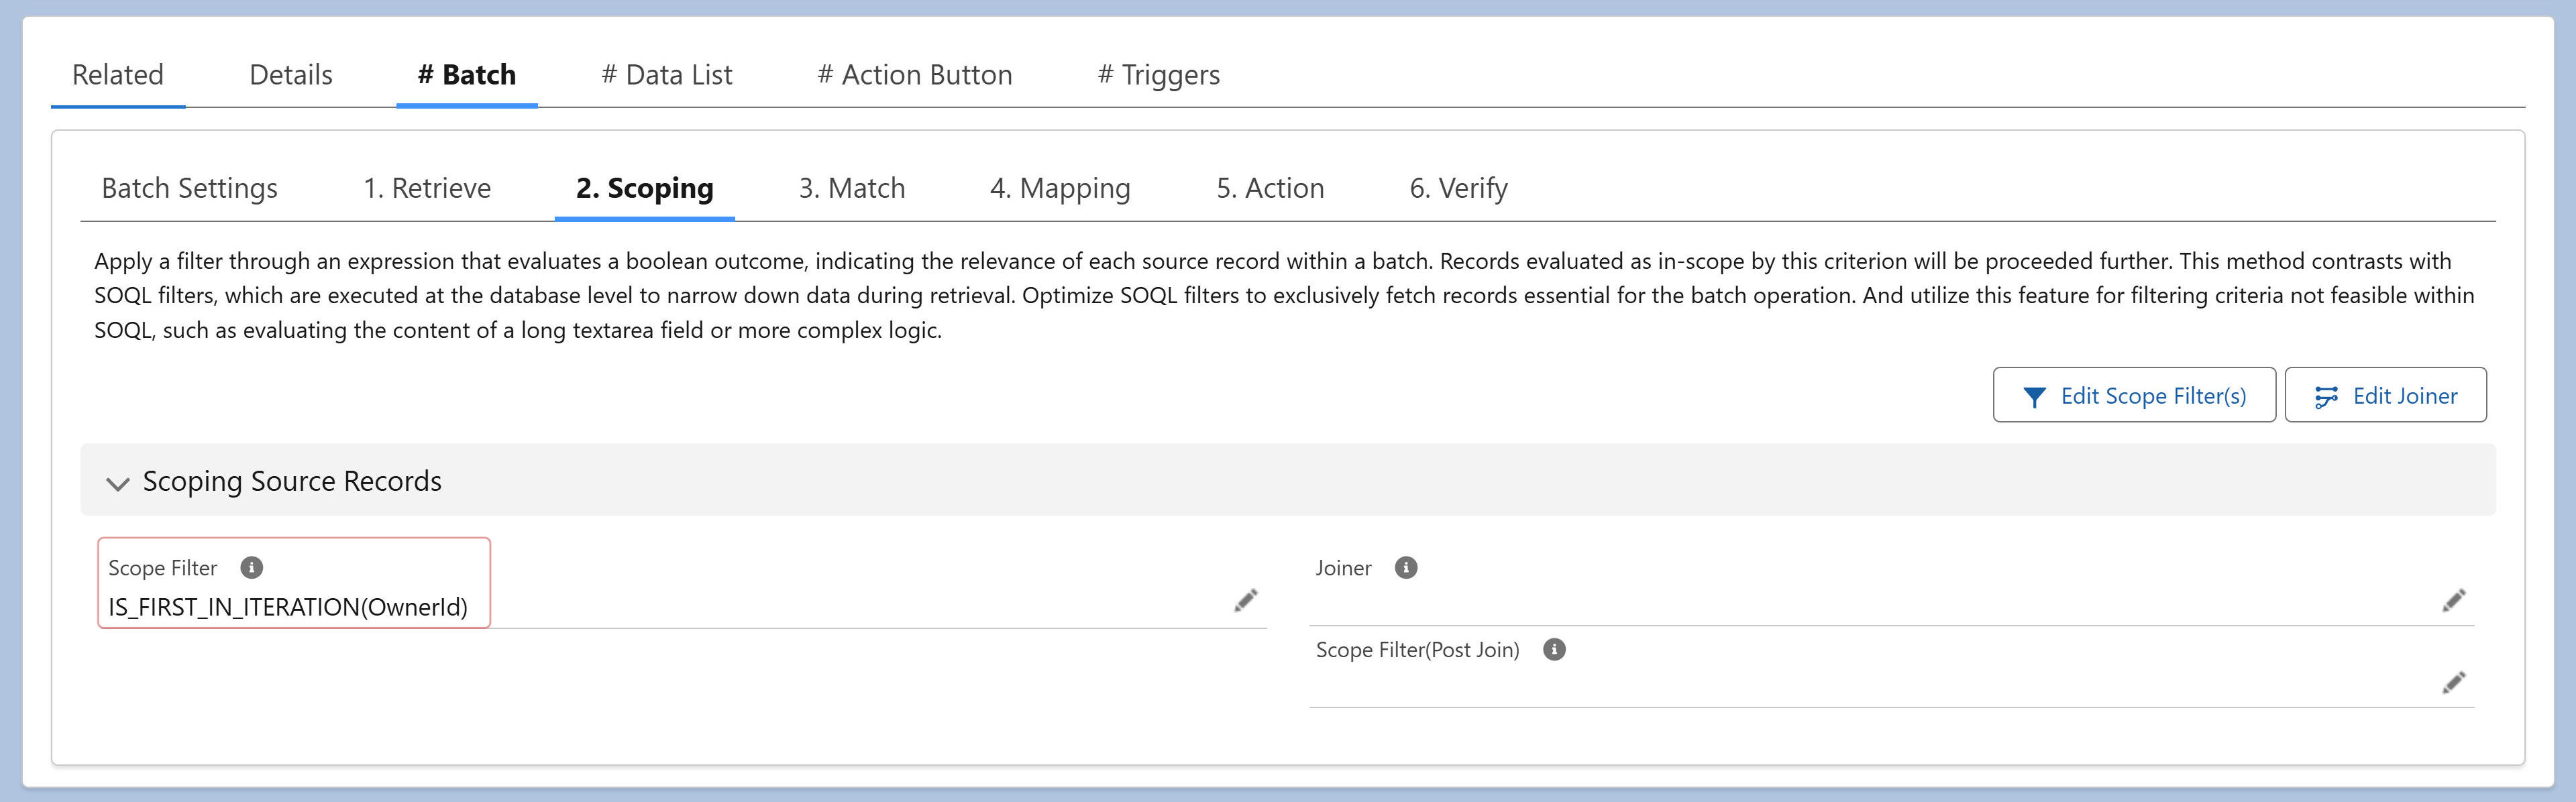 Related Details # Batch # Data List # Action Button # Triggers
Batch Settings 1. Retrieve 2. Scoping 3. Match 4. Mapping 5. Action 6. Verify
Apply a filter through an expression that evaluates a boolean outcome, indicating the relevance of each source record within a batch. Records evaluated as in-scope by this criterion will be proceeded further. This method contrasts with
SOQL filters, which are executed at the database level to narrow down data during retrieval. Optimize SOQL filters to exclusively fetch records essential for the batch operation. And utilize this feature for filtering criteria not feasible within
SOQL, such as evaluating the content of a long textarea field or more complex logic.
Edit Scope Filter(s) Edit Joiner
Scoping Source Records
Scope Filter
IS_FIRST_IN_ITERATION(OwnerId)
Joiner
Scope Filter(Post Join)